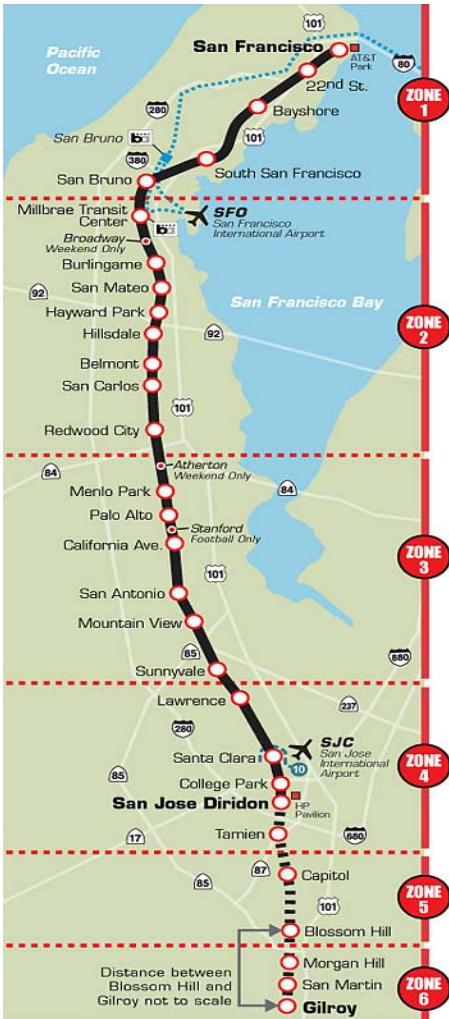 Pacific
Ocean
101
San Francisco
AT&T
Park
80
22nd St.
ZONE
1
280
Bayshore
101
San Bruno
ba
380
South San Francisco
San Bruno
Millbrae Transit
Center
SFO
San Francisco
International Airport
ba
Broadway
Weekend Only
Burlingame
San Mateo
92
San Francisco Bay
Hayward Park
ZONE
2
Hillsdale
92
Belmont
San Carlos
101
Redwood City
Atherton
Weekend Only
84
Menlo Park
84
Palo Alto
Stanford
Football Only
California Ave.
ZONE
3
101
San Antonio
Mountain View
85
680
Sunnyvale
Lawrence
237
280
SJC
San Jose
International
Airport
Santa Clara
10
ZONE
4
85
College Park
San Jose Diridon
HP
Pavilion
17
Tamien
680
87
Capitol
85
ZONE
5
101
Blossom Hill
Distance between
Blossom Hill and
Gilroy not to scale
Morgan Hill
San Martin
ZONE
6
Gilroy